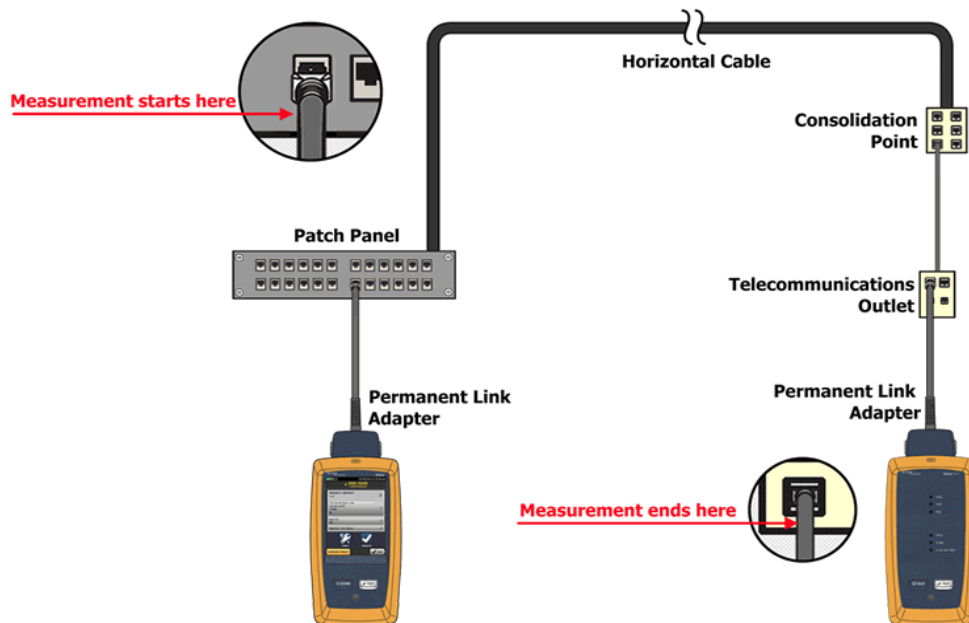 Horizontal Cable
Measurement starts here
Consolidation
Point
Patch Panel
Telecommunications
Outlet
Permanent Link
Adapter
Permanent Link
Adapter
Measurement ends here